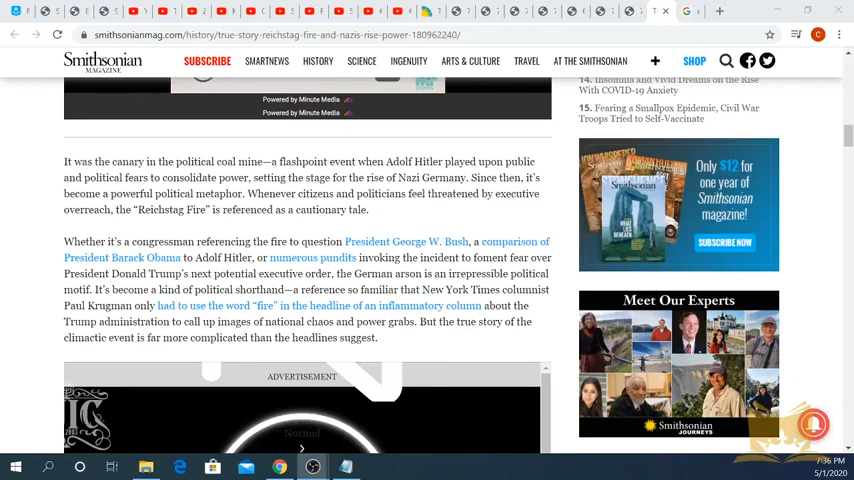 smithsonianmag.com/history/true-story-reichstag-fire-and-nazis-rise-power-180962240/
Smithsonian
MAGAZINE
SUBSCRIBE SMARTNEWS HISTORY SCIENCE INGENUITY ARTS & CULTURE TRAVEL AT THE SMITHSONIAN + SHOP
Powered by Minute Media
Powered by Minute Media
It was the canary in the political coal mine—a flashpoint event when Adolf Hitler played upon public
and political fears to consolidate power, setting the stage for the rise of Nazi Germany. Since then, it's
become a powerful political metaphor. Whenever citizens and politicians feel threatened by executive
overreach, the “Reichstag Fire” is referenced as a cautionary tale.
Whether it's a congressman referencing the fire to question President George W. Bush, a comparison of
President Barack Obama to Adolf Hitler, or numerous pundits invoking the incident to foment fear over
President Donald Trump's next potential executive order, the German arson is an irrepressible political
motif. It's become a kind of political shorthand—a reference so familiar that New York Times columnist
Paul Krugman only had to use the word “fire” in the headline of an inflammatory column about the
Trump administration to call up images of national chaos and power grabs. But the true story of the
climactic event is far more complicated than the headlines suggest.
ADVERTISEMENT
Normal
14. Insomnia and Vivid Dreams on the Rise
With COVID-19 Anxiety
15. Fearing a Smallpox Epidemic, Civil War
Troops Tried to Self-Vaccinate
Only $12 for
one year of
Smithsonian
magazine!
SUBSCRIBE NOW
Meet Our Experts
Smithsonian
JOURNEYS
7:36 PM
5/1/2020